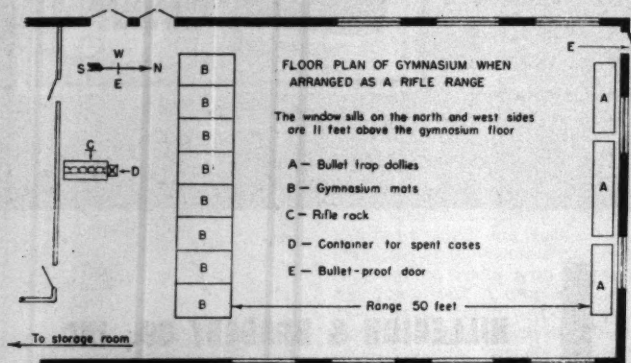 W
S N
E
FLOOR PLAN OF GYMNASIUM WHEN
ARRANGED AS A RIFLE RANGE
The window sills on the north and west sides
are 11 feet above the gymnasium floor
A — Bullet trap dollies
B — Gymnasium mats
C — Rifle rack
D — Container for spent cases
E — Bullet-proof door
E
A
A
A
B
B
B
B
B
B
B
B
C
D
Range 50 feet
To storage room